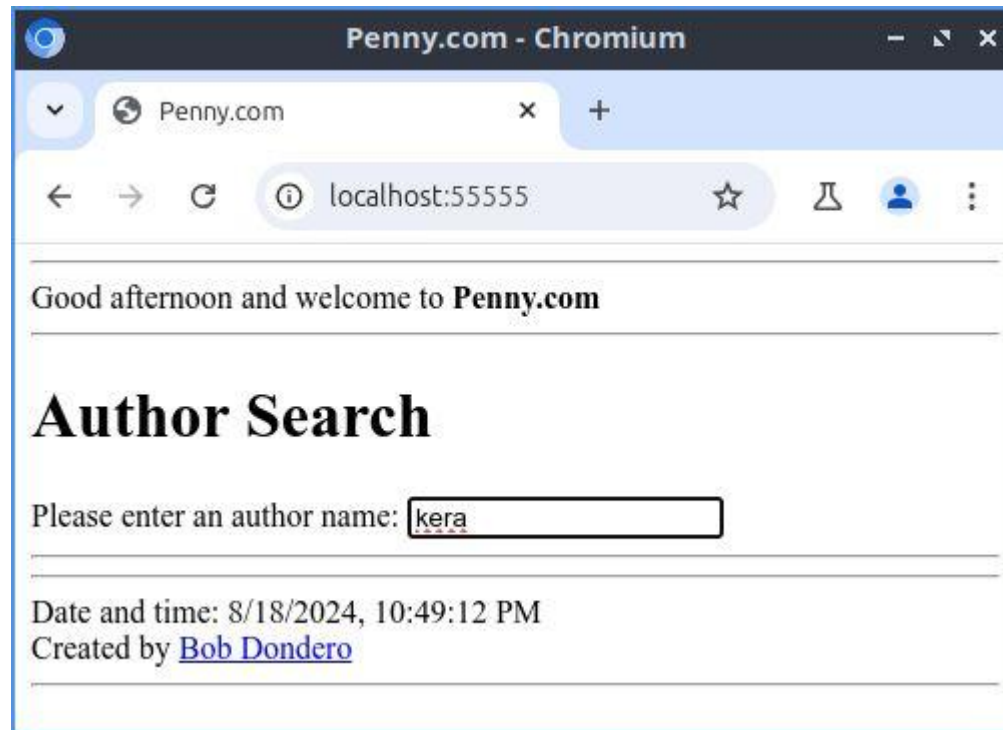 Penny.com - Chromium
Penny.com
localhost:55555
Good afternoon and welcome to Penny.com
Author Search
Please enter an author name: kera
Date and time: 8/18/2024, 10:49:12 PM
Created by Bob Dondero